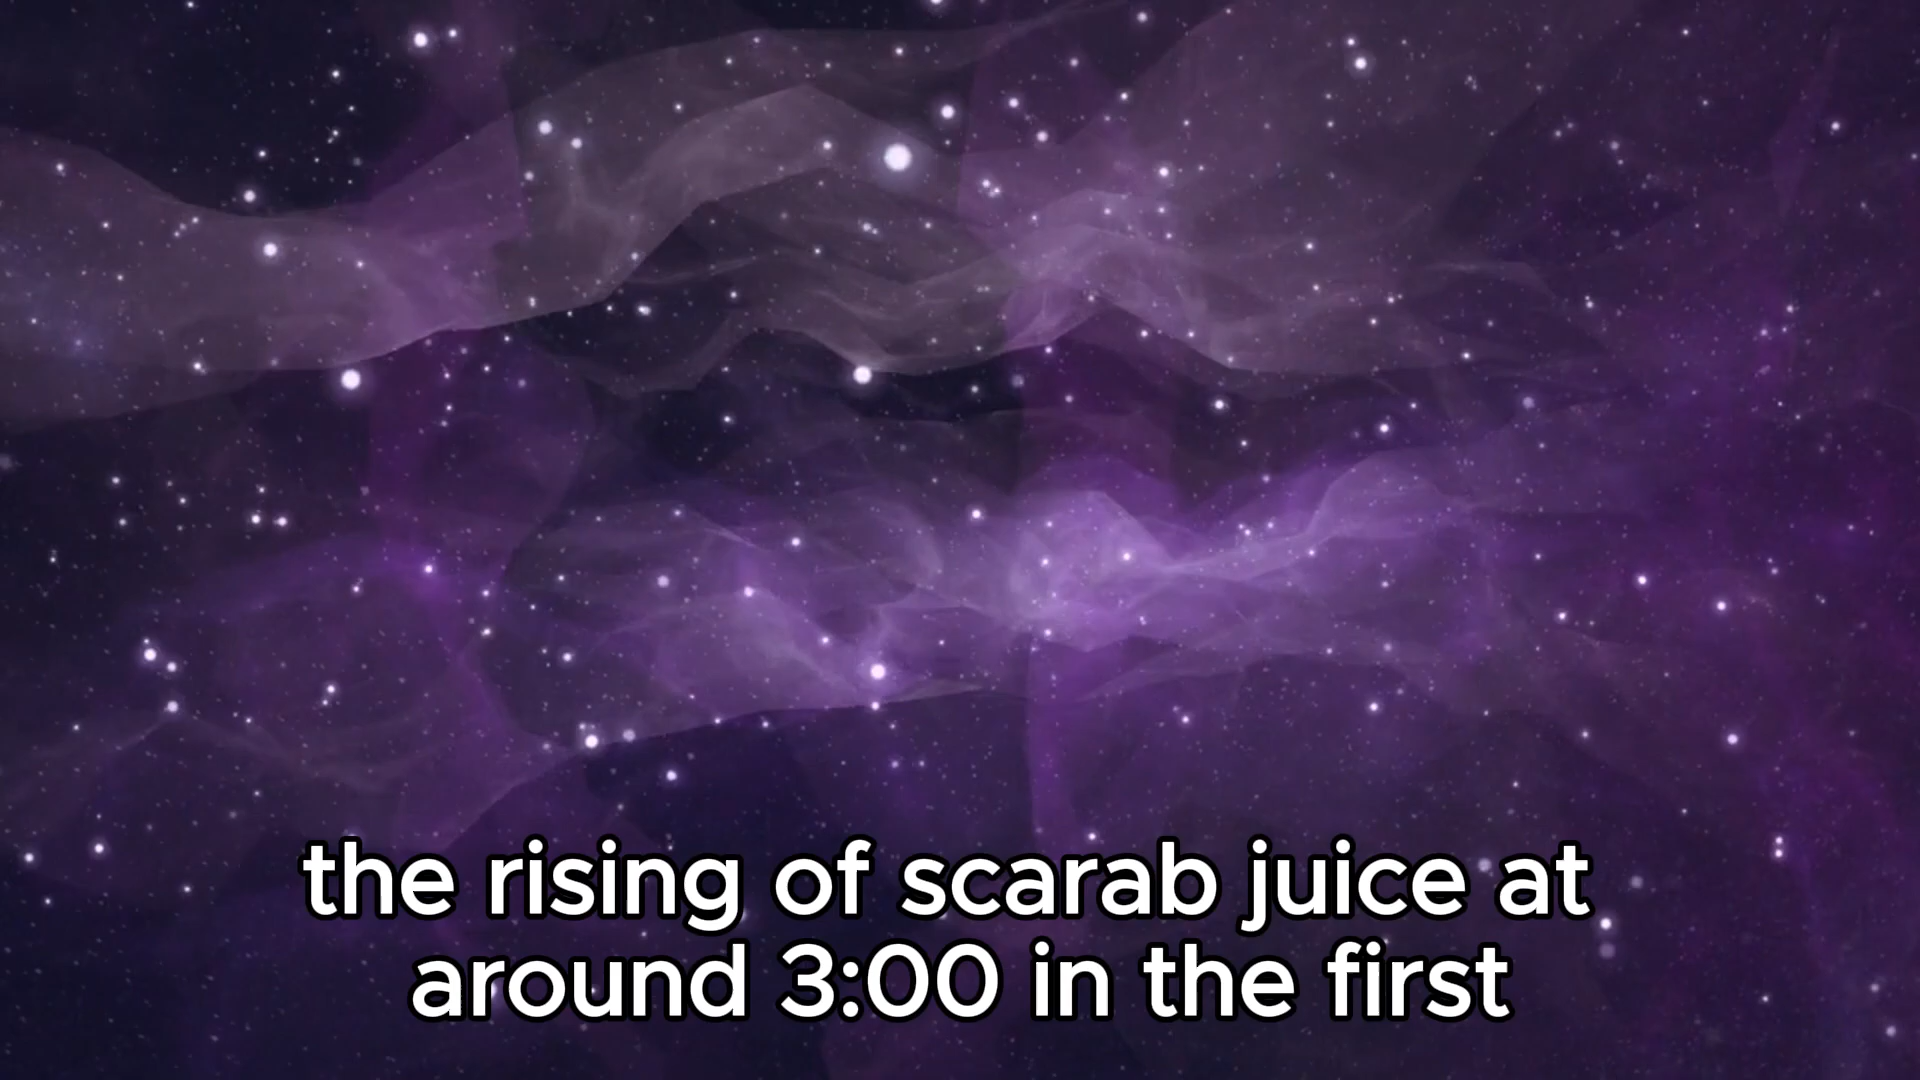 the rising of scarab juice at
around 3:00 in the first